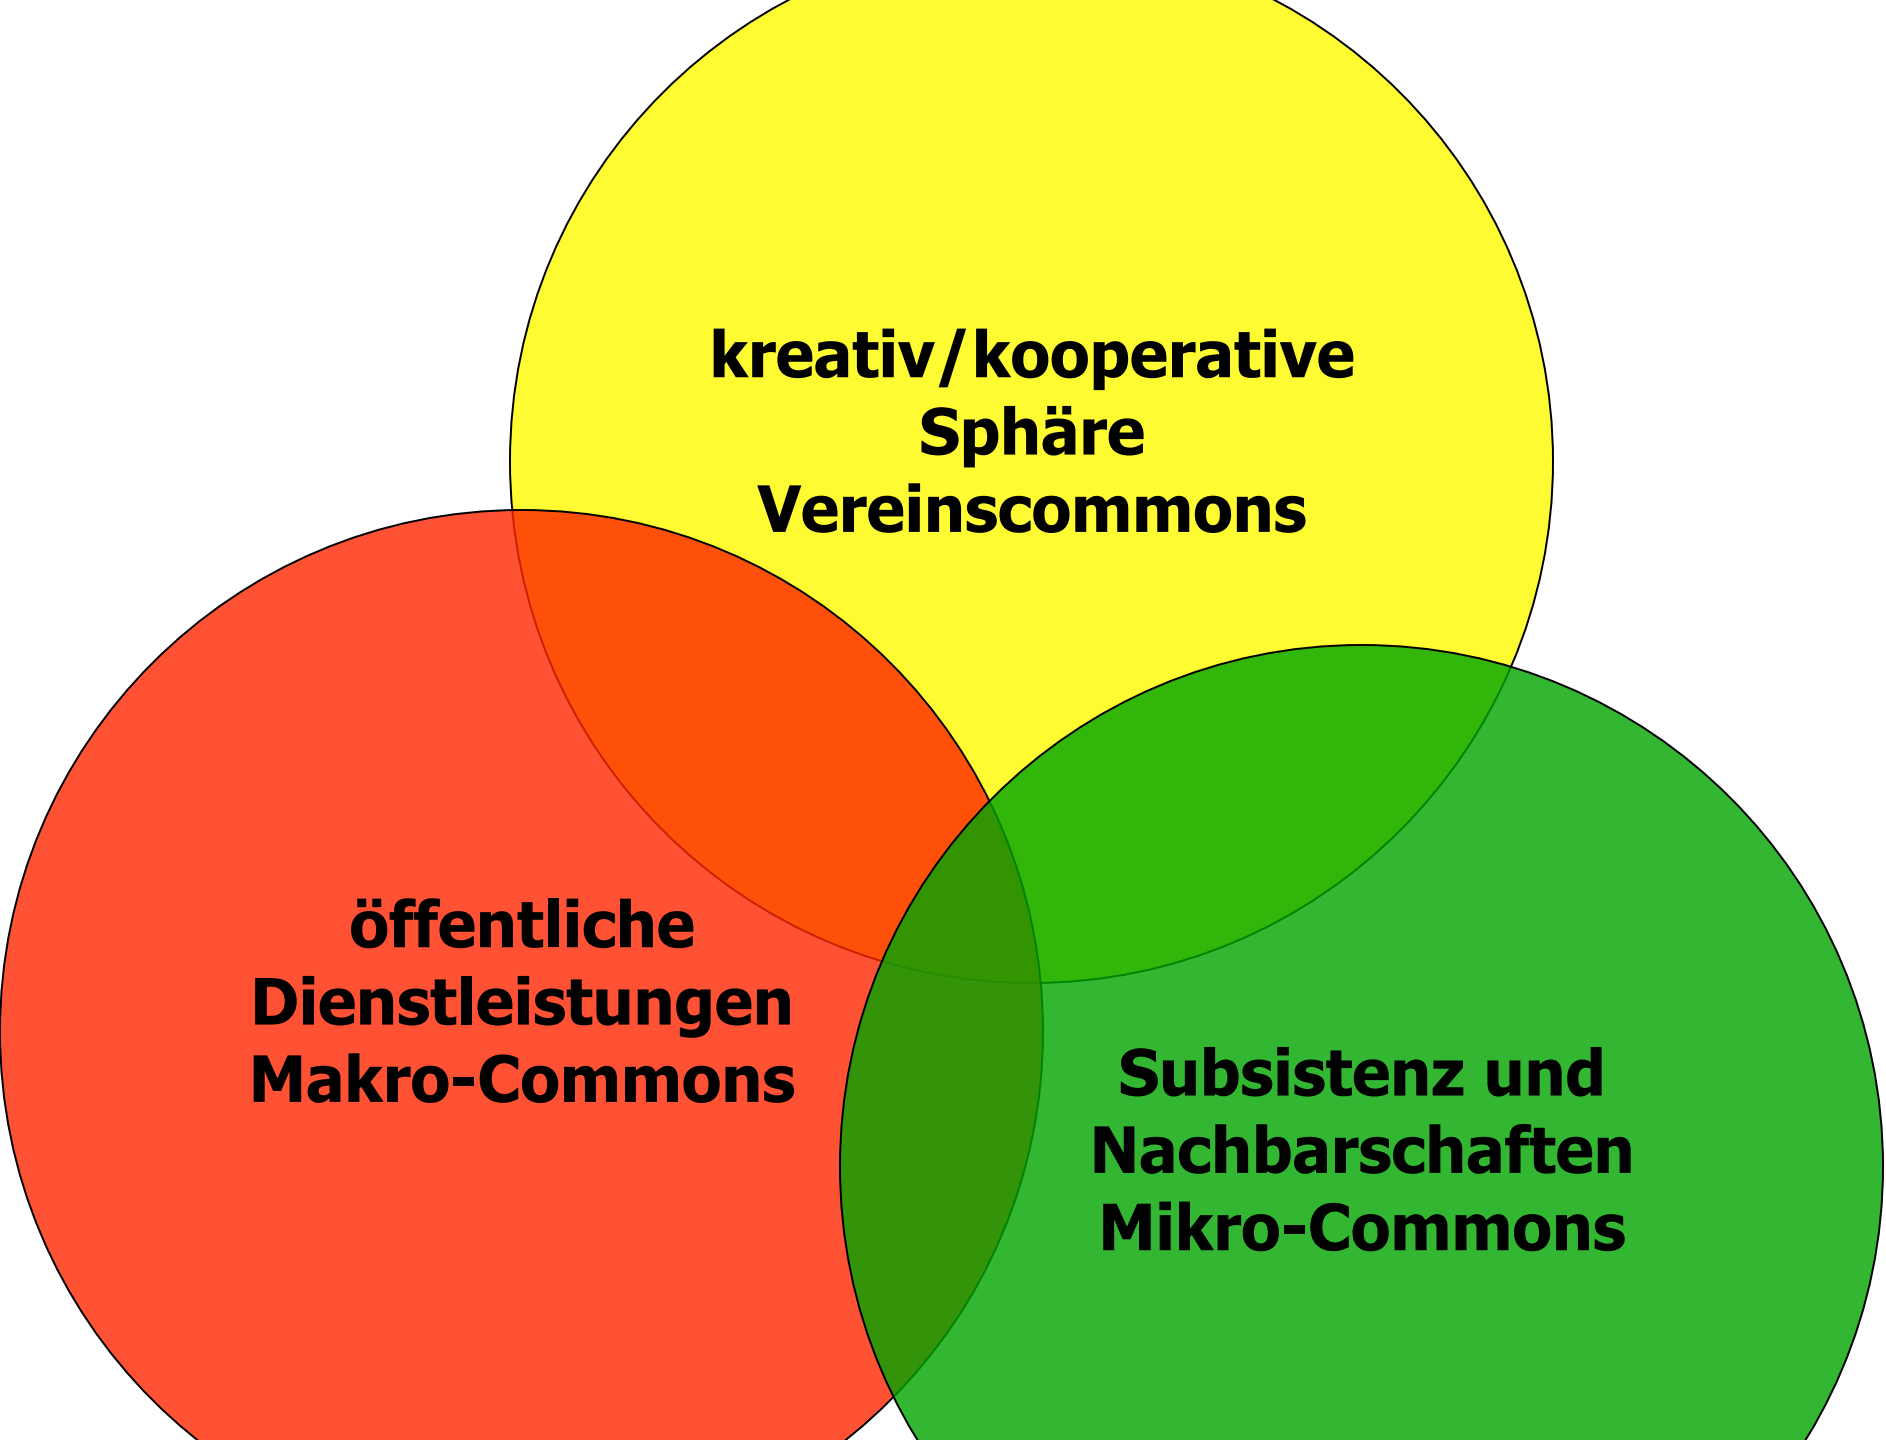 kreativ/kooperative
Sphäre
Vereinscommons
öffentliche
Dienstleistungen
Makro-Commons
Subsistenz und
Nachbarschaften
Mikro-Commons